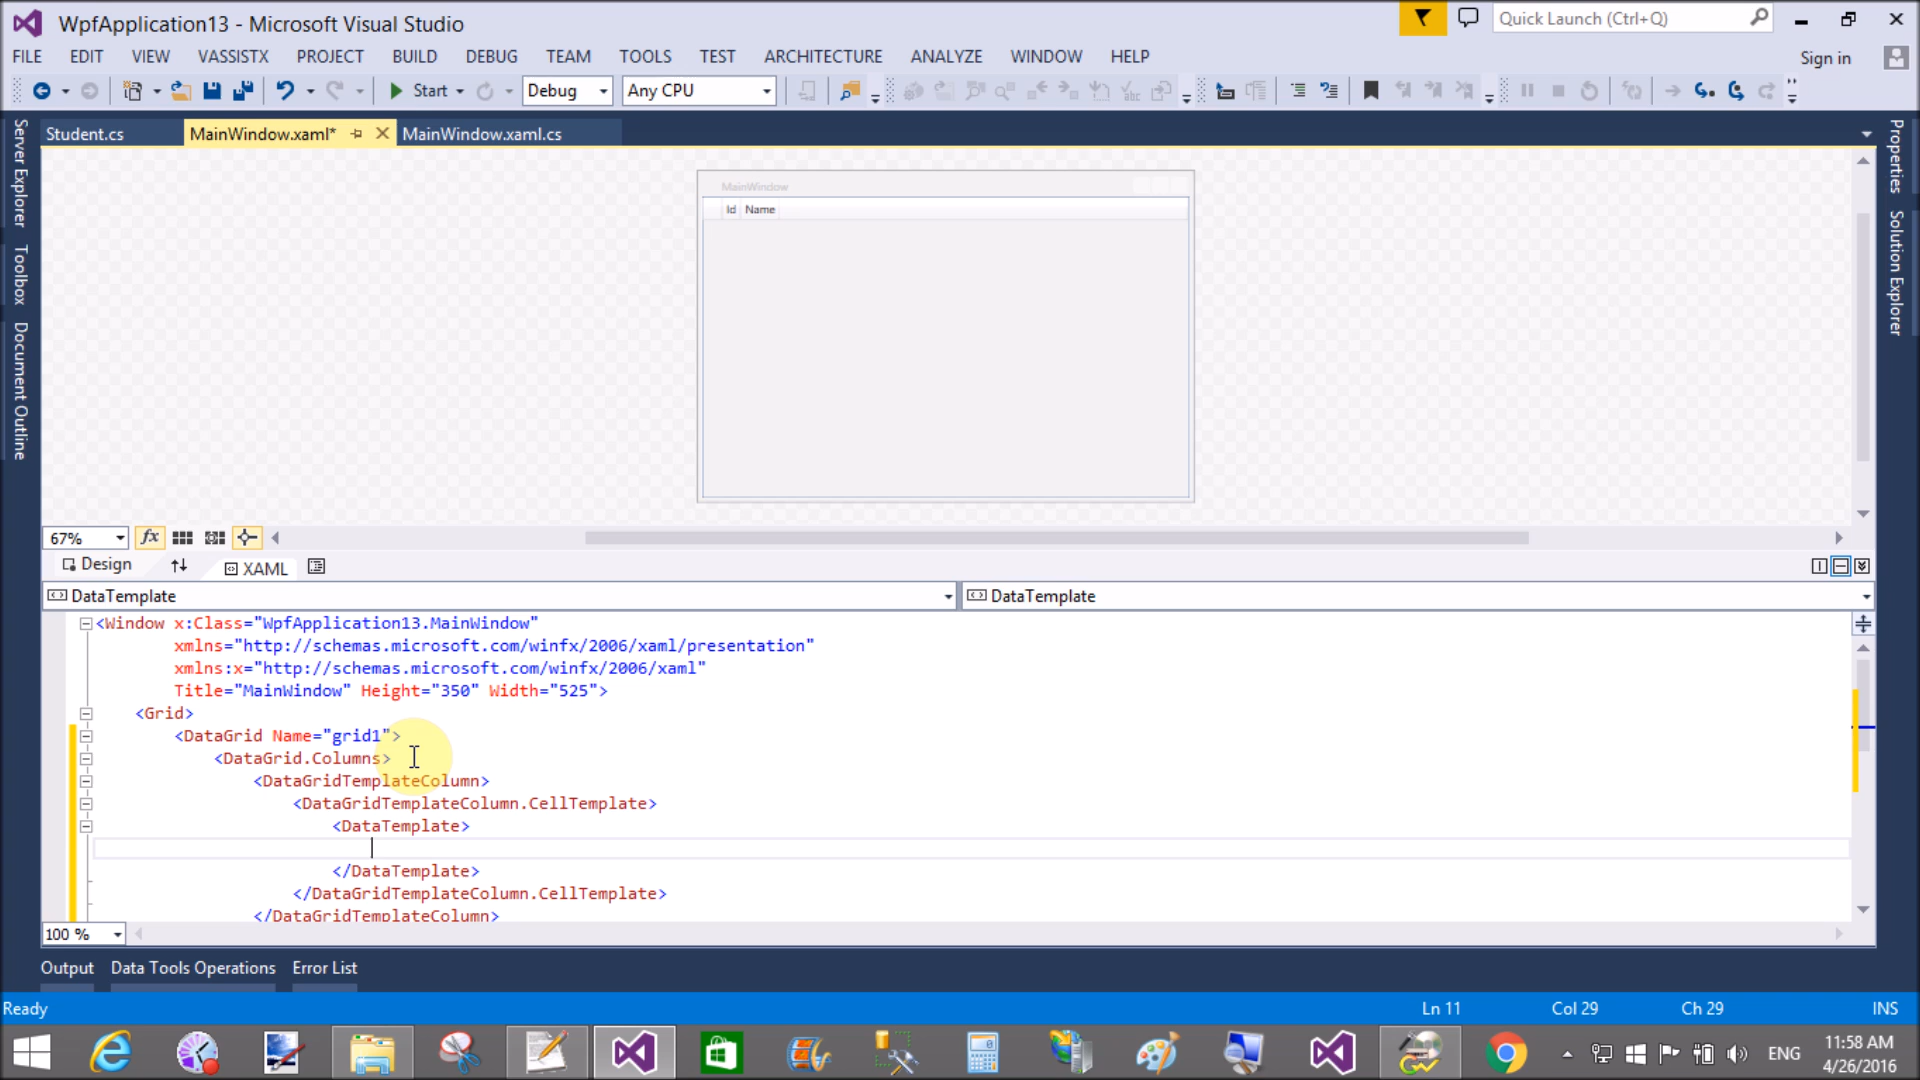 WpfApplication13 - Microsoft Visual Studio
Quick Launch (Ctrl+Q)
FILE EDIT VIEW VASSISTX PROJECT BUILD DEBUG TEAM TOOLS TEST ARCHITECTURE ANALYZE WINDOW HELP
Sign in
Start Debug Any CPU
Student.cs MainWindow.xaml* MainWindow.xaml.cs
Server Explorer
Toolbox
Document Outline
Properties
Solution Explorer
MainWindow
Id Name
67% fx
Design XAML
DataTemplate DataTemplate
<Window x:Class="WpfApplication13.MainWindow"
xmlns="http://schemas.microsoft.com/winfx/2006/xaml/presentation"
xmlns:x="http://schemas.microsoft.com/winfx/2006/xaml"
Title="MainWindow" Height="350" Width="525">
<Grid>
<DataGrid Name="grid1">
<DataGrid.Columns>
<DataGridTemplateColumn>
<DataGridTemplateColumn.CellTemplate>
<DataTemplate>
</DataTemplate>
</DataGridTemplateColumn.CellTemplate>
</DataGridTemplateColumn>
100 %
Output Data Tools Operations Error List
Ready Ln 11 Col 29 Ch 29 INS
ENG 11:58 AM
4/26/2016